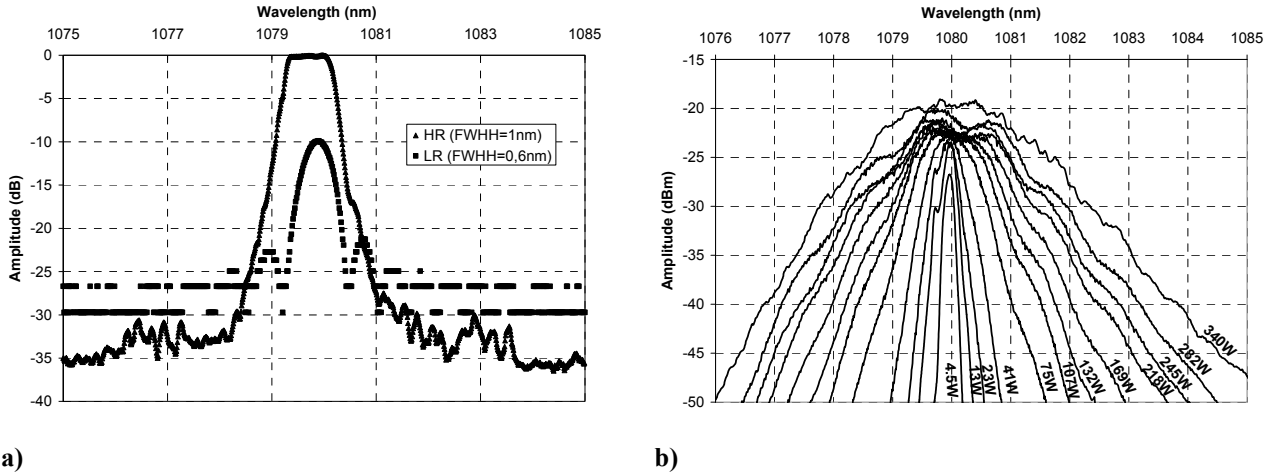 Wavelength (nm)
1075 1077 1079 1081 1083 1085
0
-5
-10
-15
-20
-25
-30
-35
-40
Amplitude (dB)
HR (FWHH=1nm)
LR (FWHH=0,6nm)
a)
Wavelength (nm)
1076 1077 1078 1079 1080 1081 1082 1083 1084 1085
-15
-20
-25
-30
-35
-40
-45
-50
Amplitude (dBm)
4.5W
13W
23W
41W
75W
107W
132W
169W
218W
245W
282W
340W
b)